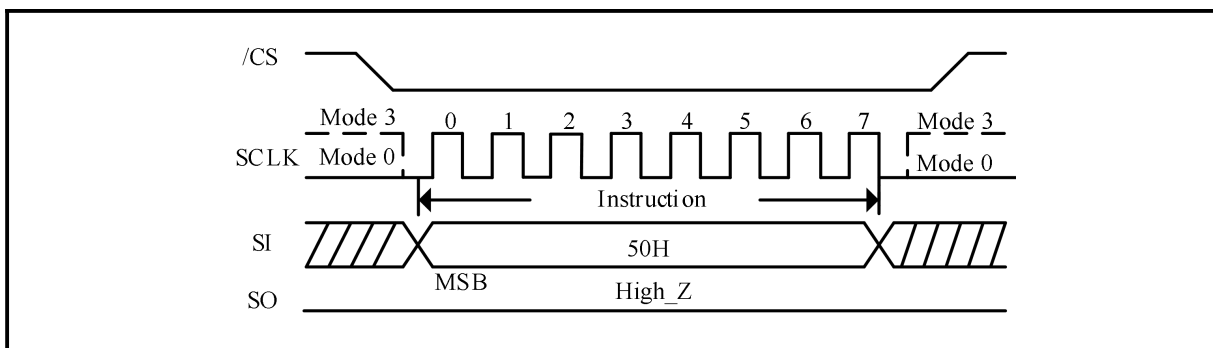 /CS
Mode 3 0 1 2 3 4 5 6 7 Mode 3
SCLK Mode 0 Mode 0
Instruction
SI 50H
MSB
SO High_Z